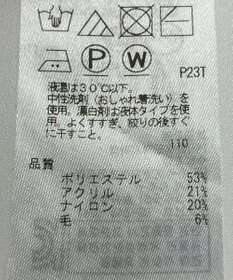 P
W
P23T
液温は30℃以下。
中性洗剤(おしゃれ着洗い)を
使用。漂白剤は液体タイプを使
用。よくすすぎ、絞りの後すぐ
に干すこと。
110
品質
ポリエステル 53%
アクリル 21%
ナイロン 20%
毛 6%